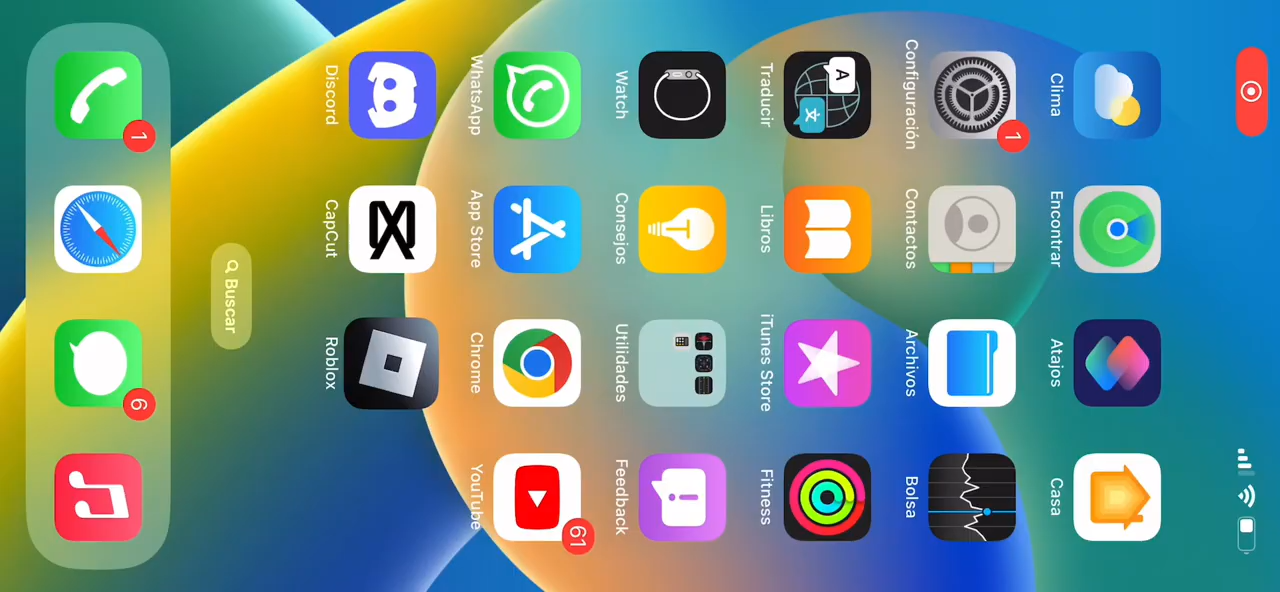 Clima
Encontrar
Atajos
Casa
Configuración
1
Contactos
Archivos
Bolsa
Traducir
Libros
iTunes Store
Fitness
Watch
Consejos
Utilidades
Feedback
WhatsApp
App Store
Chrome
YouTube
61
Discord
CapCut
Roblox
Buscar
1
6